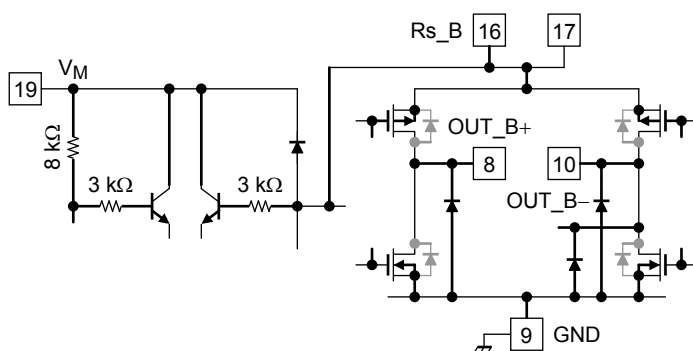 Rs_B 16 17
19 V_M
OUT_B+
8 kΩ
8 10
3 kΩ 3 kΩ
OUT_B−
9 GND